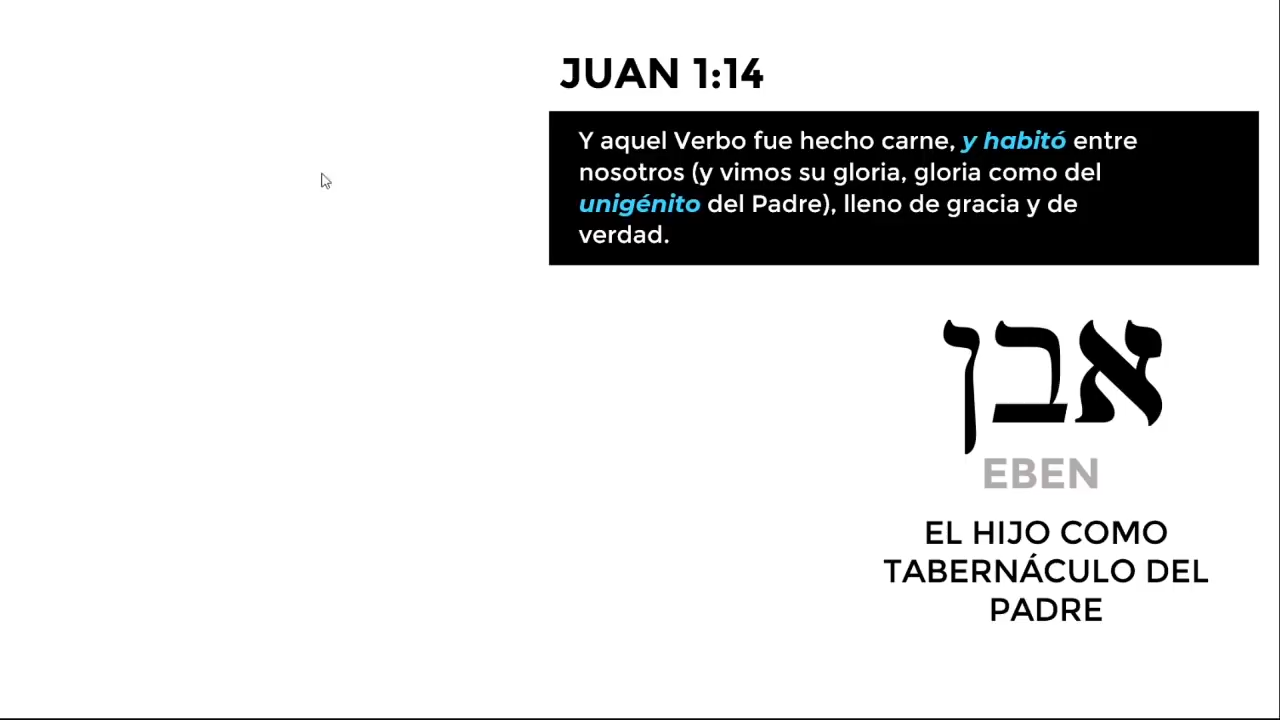 JUAN 1:14
Y aquel Verbo fue hecho carne, y habitó entre
nosotros (y vimos su gloria, gloria como del
unigénito del Padre), lleno de gracia y de
verdad.
אבן
EBEN
EL HIJO COMO
TABERNÁCULO DEL
PADRE